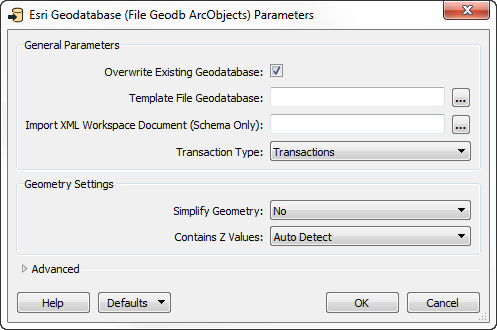 Esri Geodatabase (File Geodb ArcObjects) Parameters
General Parameters
Overwrite Existing Geodatabase:
Template File Geodatabase: ...
Import XML Workspace Document (Schema Only): ...
Transaction Type: Transactions
Geometry Settings
Simplify Geometry: No
Contains Z Values: Auto Detect
Advanced
Help Defaults OK Cancel